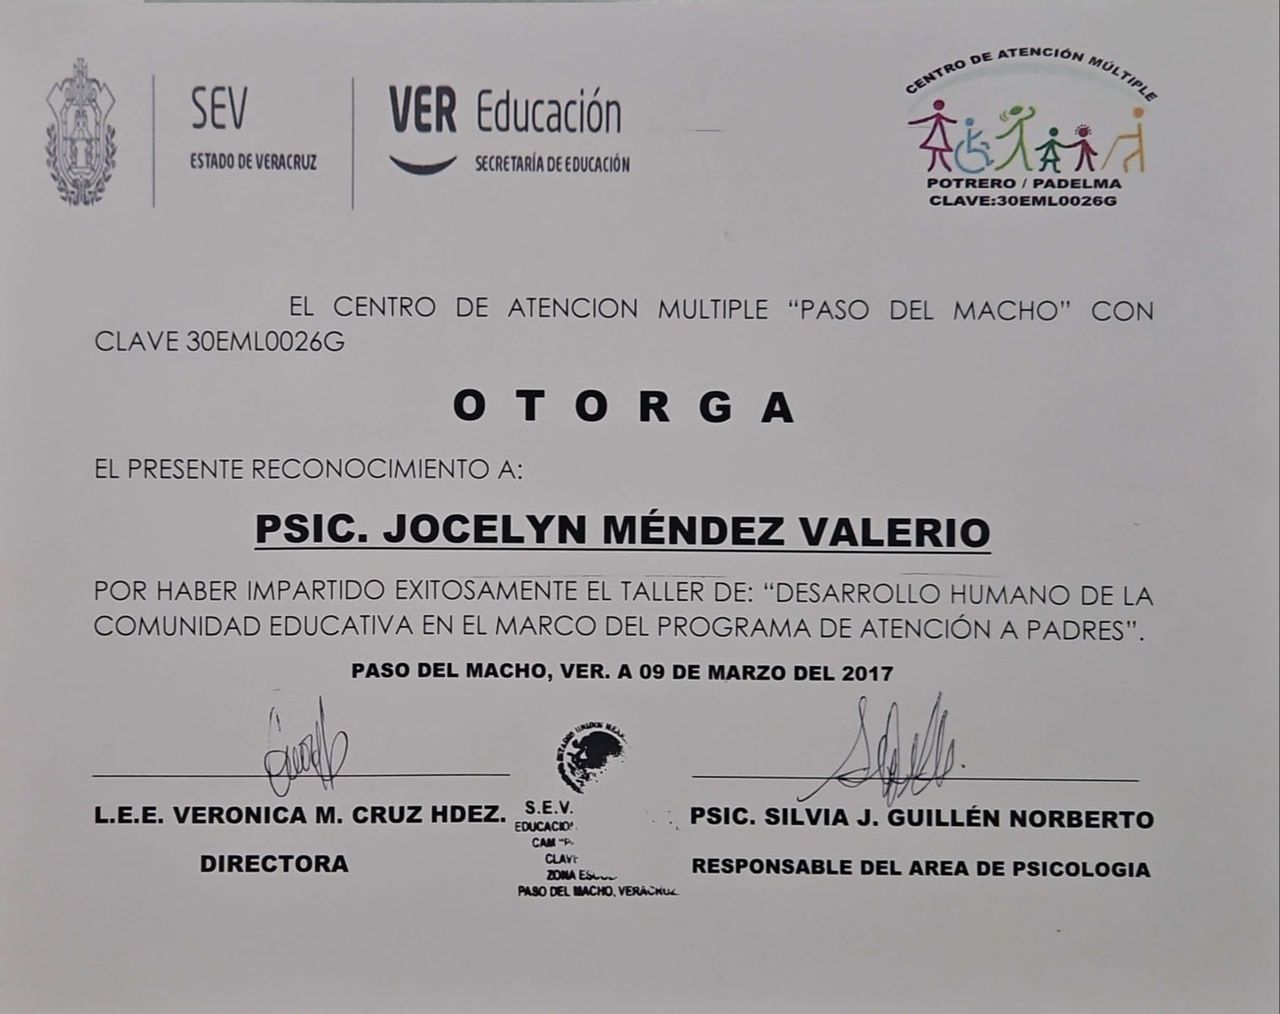 SEV
ESTADO DE VERACRUZ
VER Educación
SECRETARÍA DE EDUCACIÓN
CENTRO DE ATENCIÓN MÚLTIPLE
POTRERO / PADELMA
CLAVE:30EML0026G
EL CENTRO DE ATENCION MULTIPLE “PASO DEL MACHO” CON
CLAVE 30EML0026G
O T O R G A
EL PRESENTE RECONOCIMIENTO A:
PSIC. JOCELYN MÉNDEZ VALERIO
POR HABER IMPARTIDO EXITOSAMENTE EL TALLER DE: “DESARROLLO HUMANO DE LA
COMUNIDAD EDUCATIVA EN EL MARCO DEL PROGRAMA DE ATENCIÓN A PADRES”.
PASO DEL MACHO, VER. A 09 DE MARZO DEL 2017
L.E.E. VERONICA M. CRUZ HDEZ.
DIRECTORA
S.E.V.
CAM
ZONA
PASO DEL MACHO, VERACRUZ
PSIC. SILVIA J. GUILLÉN NORBERTO
RESPONSABLE DEL AREA DE PSICOLOGIA